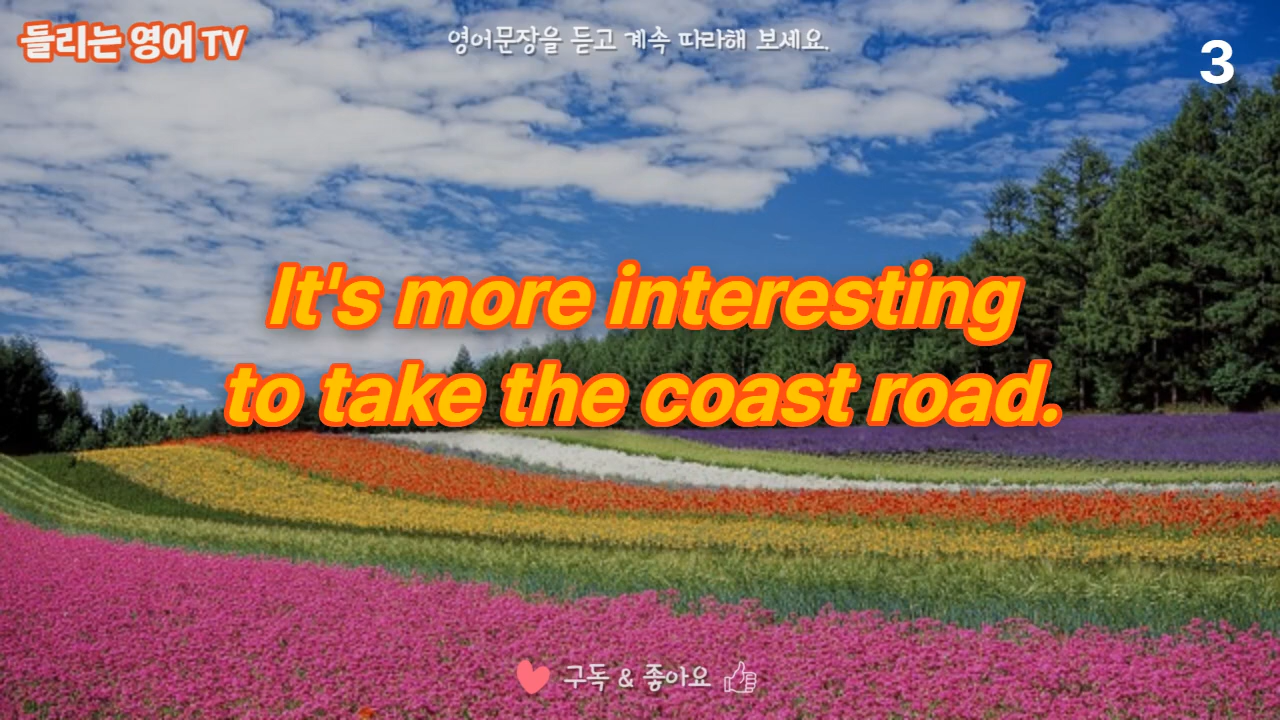 들리는 영어 TV
영어문장을 듣고 계속 따라해 보세요.
3
It's more interesting
to take the coast road.
구독 & 좋아요